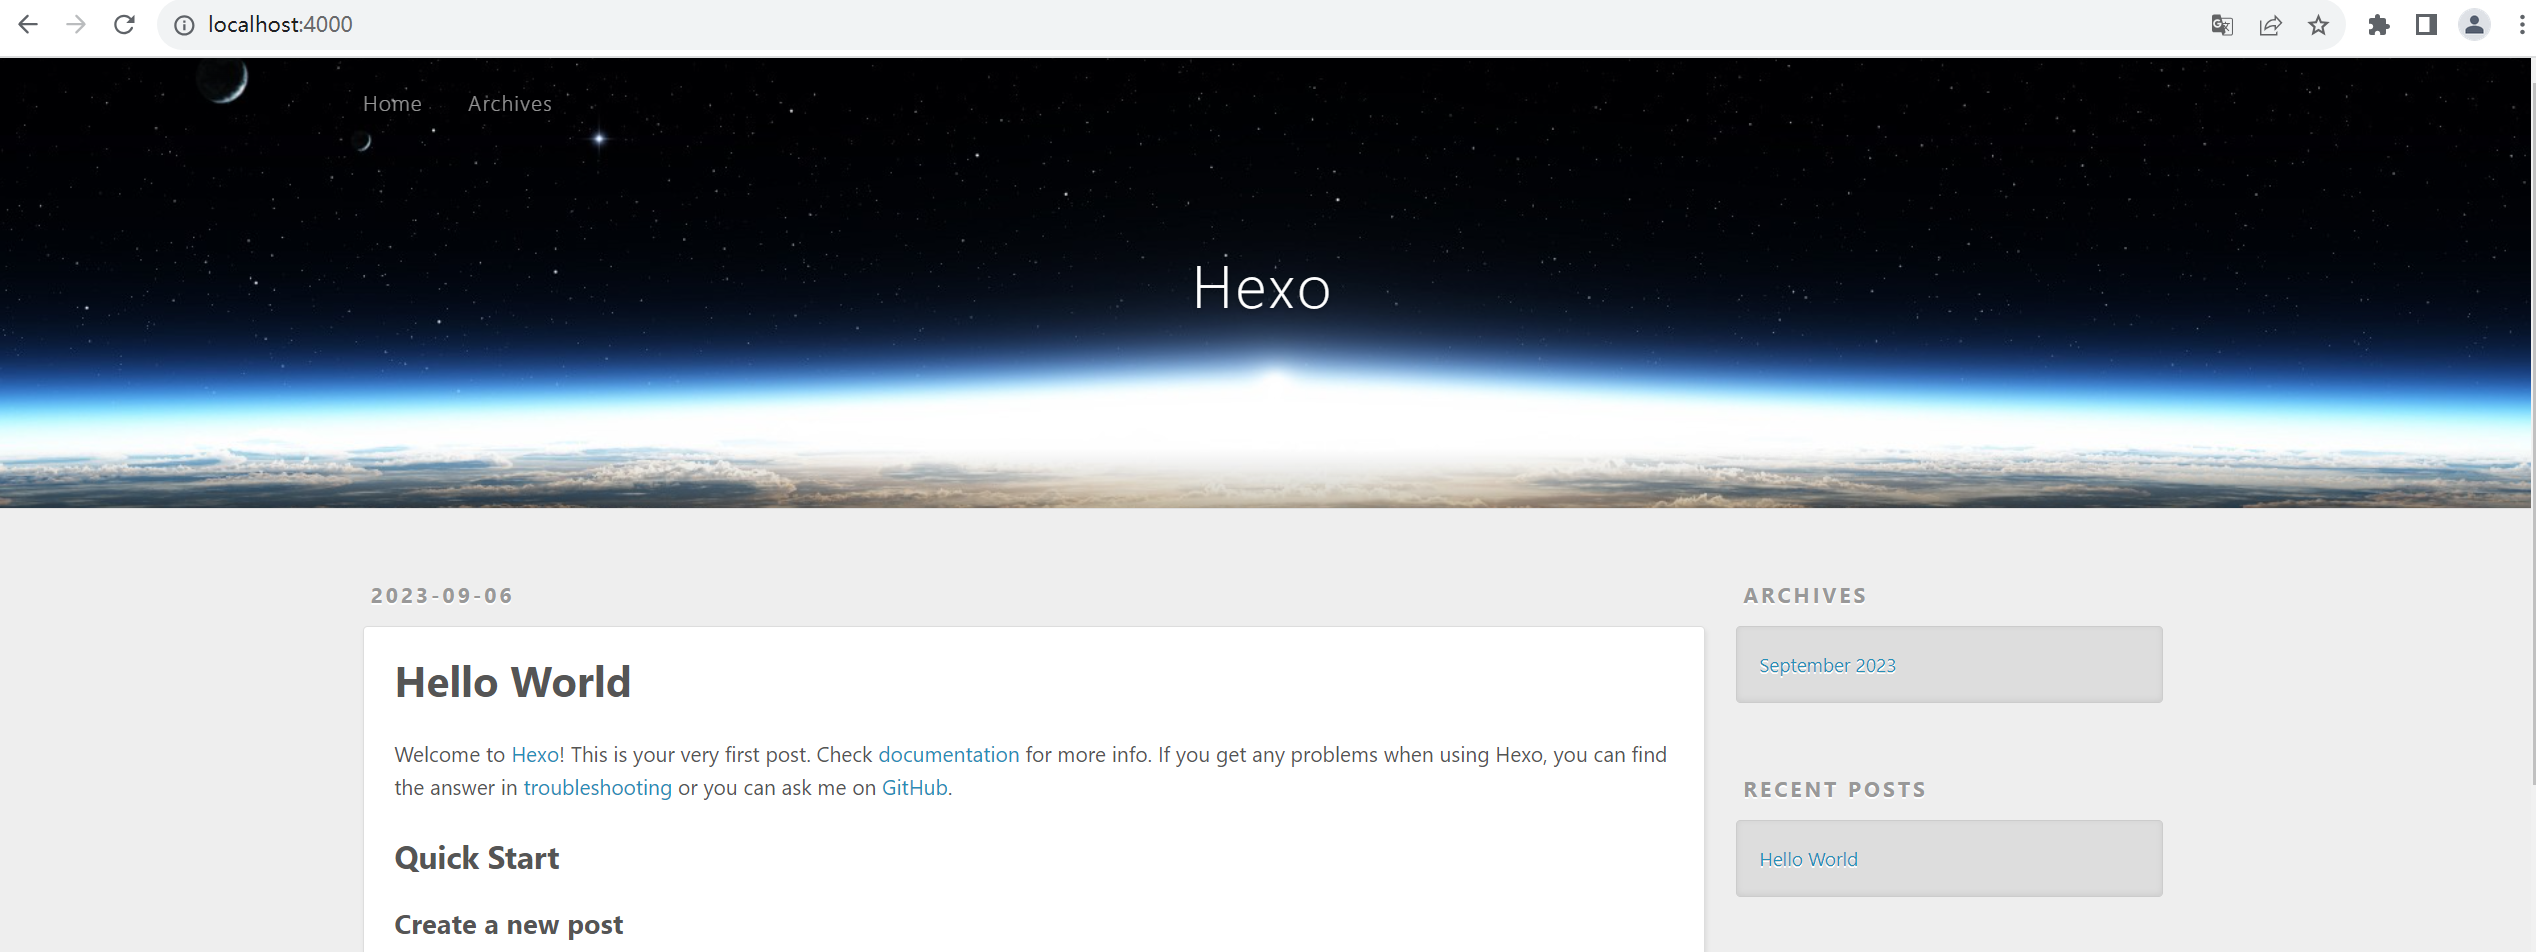 localhost:4000
Home Archives
Hexo
2023-09-06
Hello World
Welcome to Hexo! This is your very first post. Check documentation for more info. If you get any problems when using Hexo, you can find
the answer in troubleshooting or you can ask me on GitHub.
Quick Start
Create a new post
ARCHIVES
September 2023
RECENT POSTS
Hello World